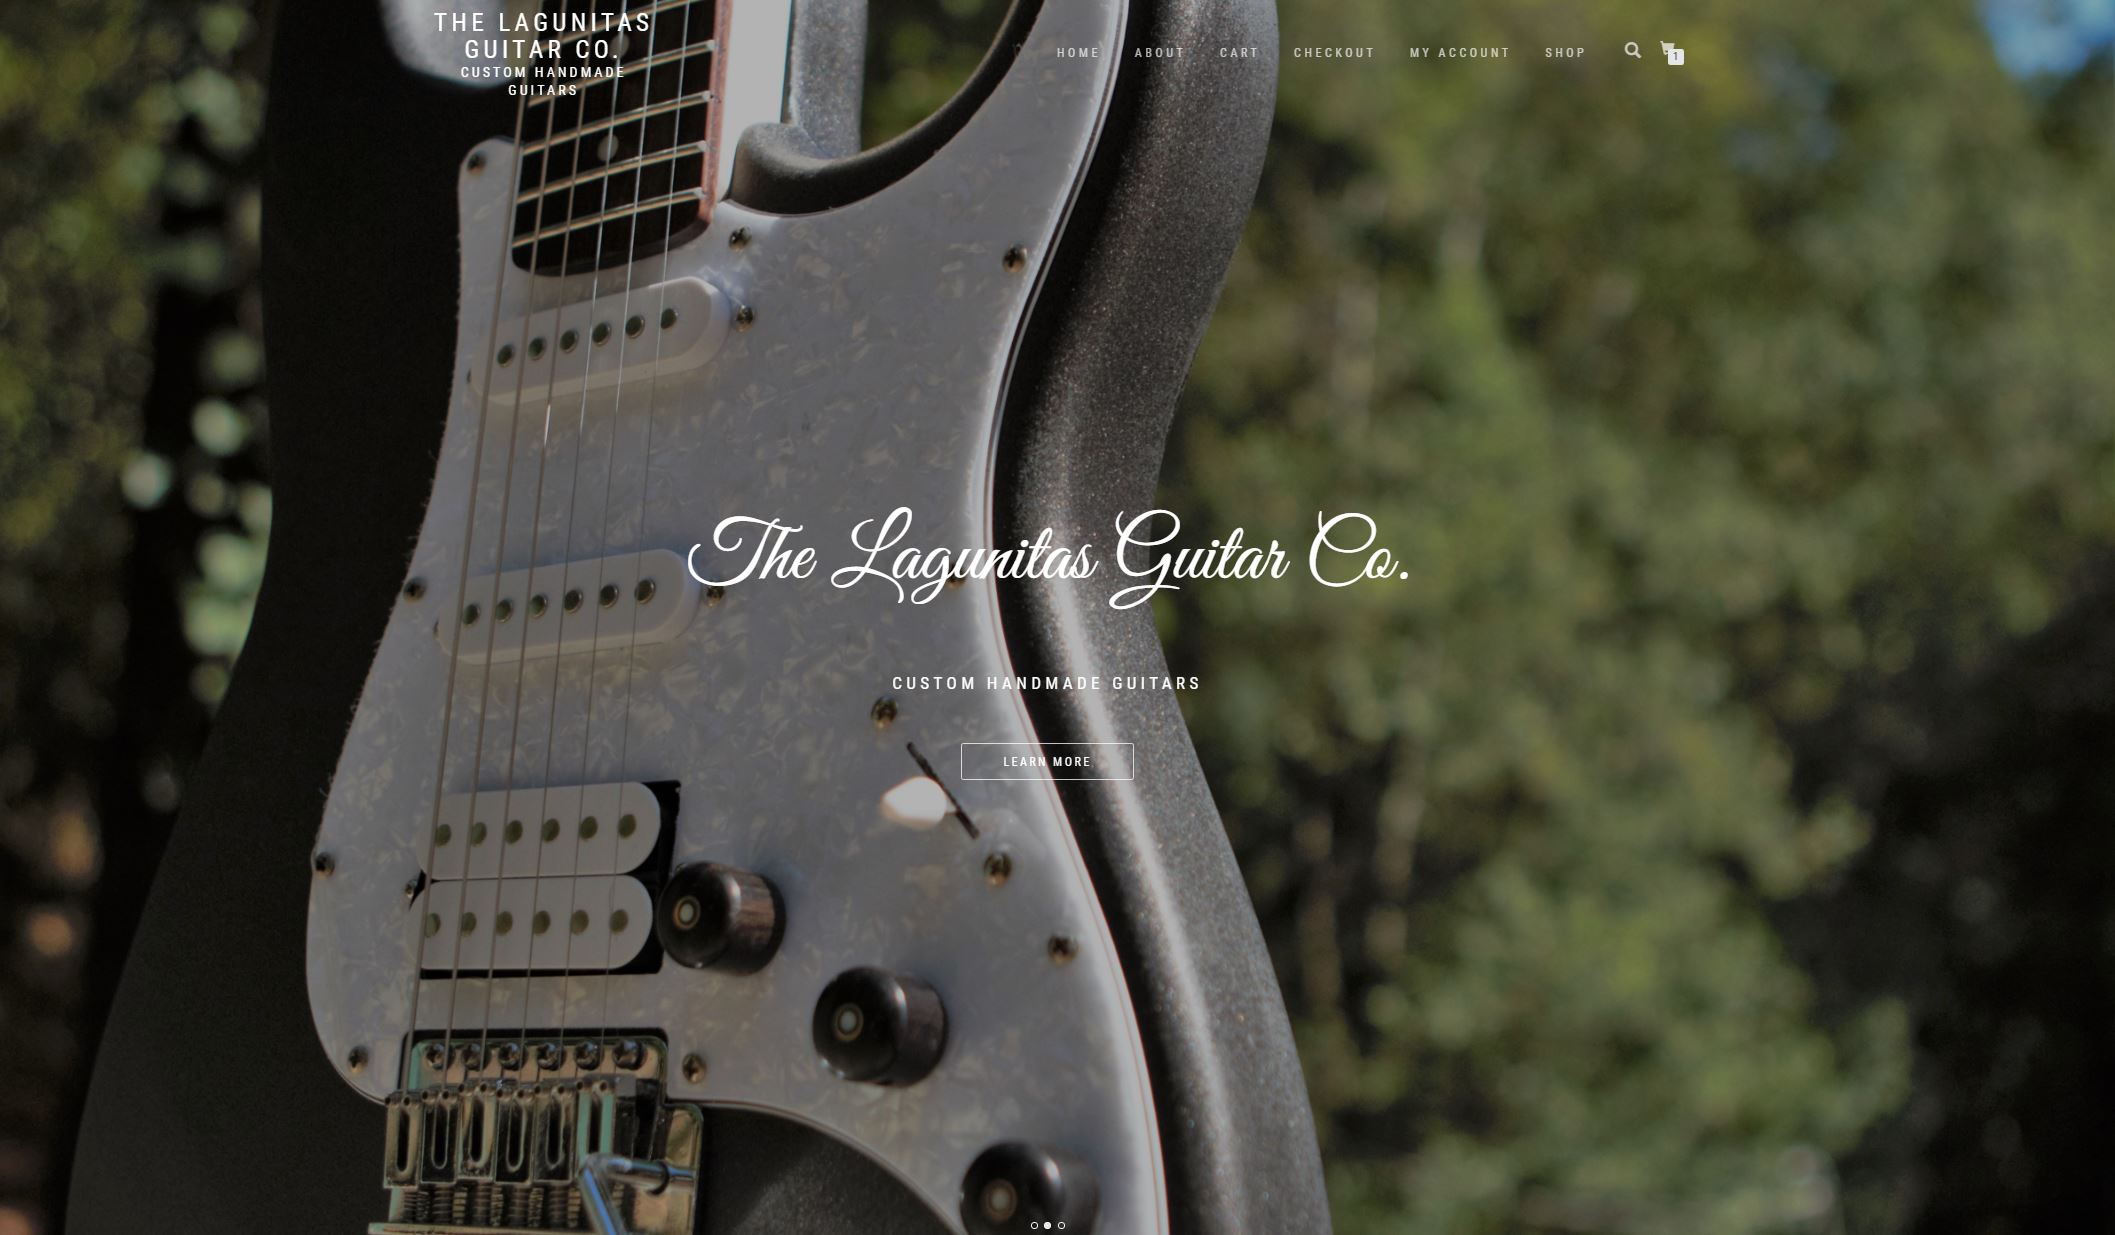 THE LAGUNITAS
GUITAR CO.
CUSTOM HANDMADE
GUITARS
HOME ABOUT CART CHECKOUT MY ACCOUNT SHOP
1
The Lagunitas Guitar Co.
CUSTOM HANDMADE GUITARS
LEARN MORE